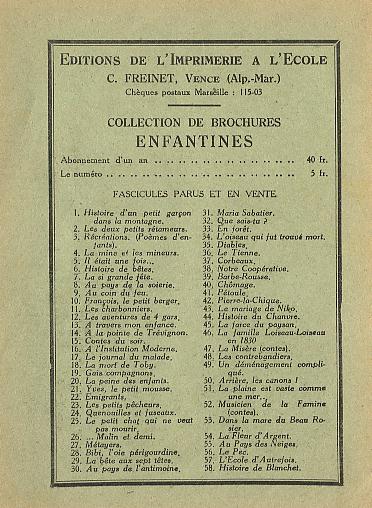 EDITIONS DE L'IMPRIMERIE A L'ECOLE
C. FREINET, VENCE (Alp.-Mar.)
Chèques postaux Marseille : 115-03
COLLECTION DE BROCHURES
ENFANTINES
Abonnement d'un an .. .. .. .. .. .. .. .. .. .. 40 fr.
Le numéro .. .. .. .. .. .. .. .. .. .. .. .. .. 5 fr.
FASCICULES PARUS ET EN VENTE
1. Histoire d'un petit garçon
dans la montagne.
2. Les deux petits rétameurs.
3. Récréations. (Poèmes d'en-
fants).
4. La mine et les mineurs.
5. Il était une fois...
6. Histoire de bêtes.
7. La si grande fête.
8. Au pays de la soierie.
9. Au coin du feu.
10. François, le petit berger.
11. Les charbonniers.
12. Les aventures de 4 gars.
13. A travers mon enfance.
14. A la pointe de Trévignon.
15. Contes du soir.
16. A l'Institution Moderne.
17. Le journal du malade.
18. La mort de Toby.
19. Gais compagnons.
20. La peine des enfants.
21. Yves, le petit mousse.
22. Emigrants.
23. Les petits pêcheurs.
24. Quenouilles et fuseaux.
25. Le petit chat qui ne veut
pas mourir.
26. ... Malin et demi.
27. Métayers.
28. Bibi, l'oie périgourdine.
29. La bête aux sept têtes.
30. Au pays de l'antimoine.
31. Maria Sabatier.
32. Que sais-tu ?
33. En forêt.
34. L'oiseau qui fut trouvé mort.
35. Diables.
36. Le Tienne.
37. Corbeaux.
38. Notre Coopérative.
39. Barbe-Rousse.
40. Chômage.
41. Pétoule.
42. Pierre-la-Chique.
43. Le mariage de Niko.
44. Histoire du Chanvre.
45. La farce du paysan.
46. La famille Loiseau-Loiseau
en 1830
47. La Misère (contes).
48. Les contrebandiers.
49. Un déménagement compli-
qué.
50. Arrière, les canons !
51. La plaine est vaste comme
une mer...
52. Musicien de la Famine
(contes).
53. Dans la mare du Beau Ro-
sier.
54. La Fleur d'Argent.
55. Au Pays des Neiges.
56. Le Pec.
57. L'Ecole d'Autrefois.
58. Histoire de Blanchet.